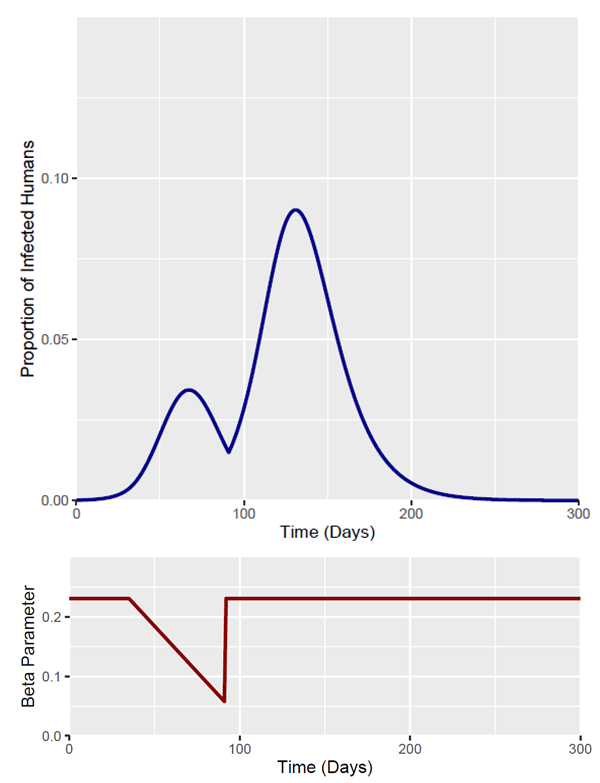 Proportion of Infected Humans
0.10
0.05
0.00
0 100 200 300
Time (Days)
Beta Parameter
0.2
0.1
0.0
0 100 200 300
Time (Days)